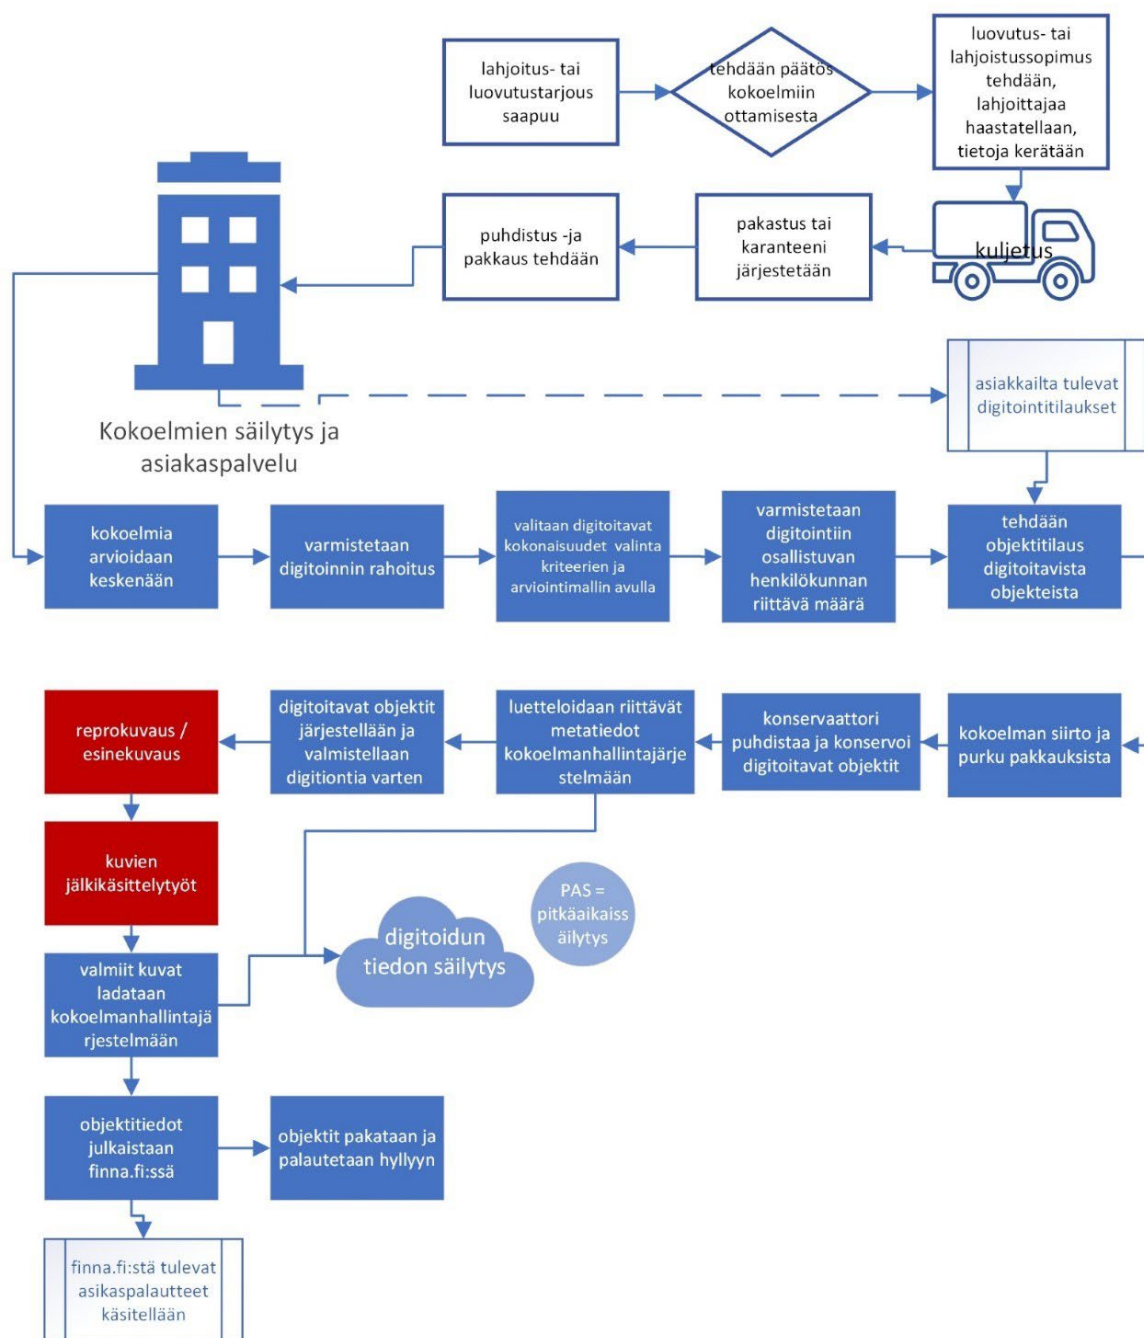 lahjoitus- tai
luovutustarjous
saapuu
tehdään päätös
kokoelmiin
ottamisesta
luovutus- tai
lahjoistussopimus
tehdään,
lahjoittajaa
haastatellaan,
tietoja kerätään
kuljetus
pakastus tai
karanteeni
järjestetään
puhdistus -ja
pakkaus tehdään
Kokoelmien säilytys ja
asiakaspalvelu
asiakkailta tulevat
digitointitilaukset
kokoelmia
arvioidaan
keskenään
varmistetaan
digitoinnin rahoitus
valitaan digitoitavat
kokonaisuudet valinta
kriteerien ja
arviointimallin avulla
varmistetaan
digitointiin
osallistuvan
henkilökunnan
riittävä määrä
tehdään
objektitilaus
digitoitavista
objekteista
kokoelman siirto ja
purku pakkauksista
konservaattori
puhdistaa ja konservoi
digitoitavat objektit
luetteloidaan riittävät
metatiedot
kokoelmanhallintajärje
stelmään
digitoitavat objektit
järjestellään ja
valmistellaan
digitiontia varten
reprokuvaus /
esinekuvaus
kuvien
jälkikäsittelytyöt
valmiit kuvat
ladataan
kokoelmanhallintajä
rjestelmään
digitoidun
tiedon säilytys
PAS =
pitkäaikaiss
äilytys
objektitiedot
julkaistaan
finna.fi:ssä
objektit pakataan ja
palautetaan hyllyyn
finna.fi:stä tulevat
asikaspalautteet
käsitellään